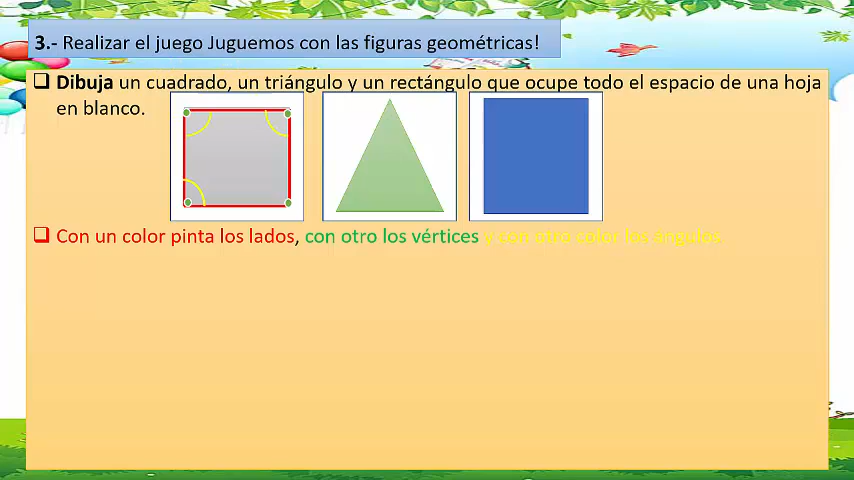 3.- Realizar el juego Juguemos con las figuras geométricas!
Dibuja un cuadrado, un triángulo y un rectángulo que ocupe todo el espacio de una hoja
en blanco.
Con un color pinta los lados, con otro los vértices y con otro color los ángulos.